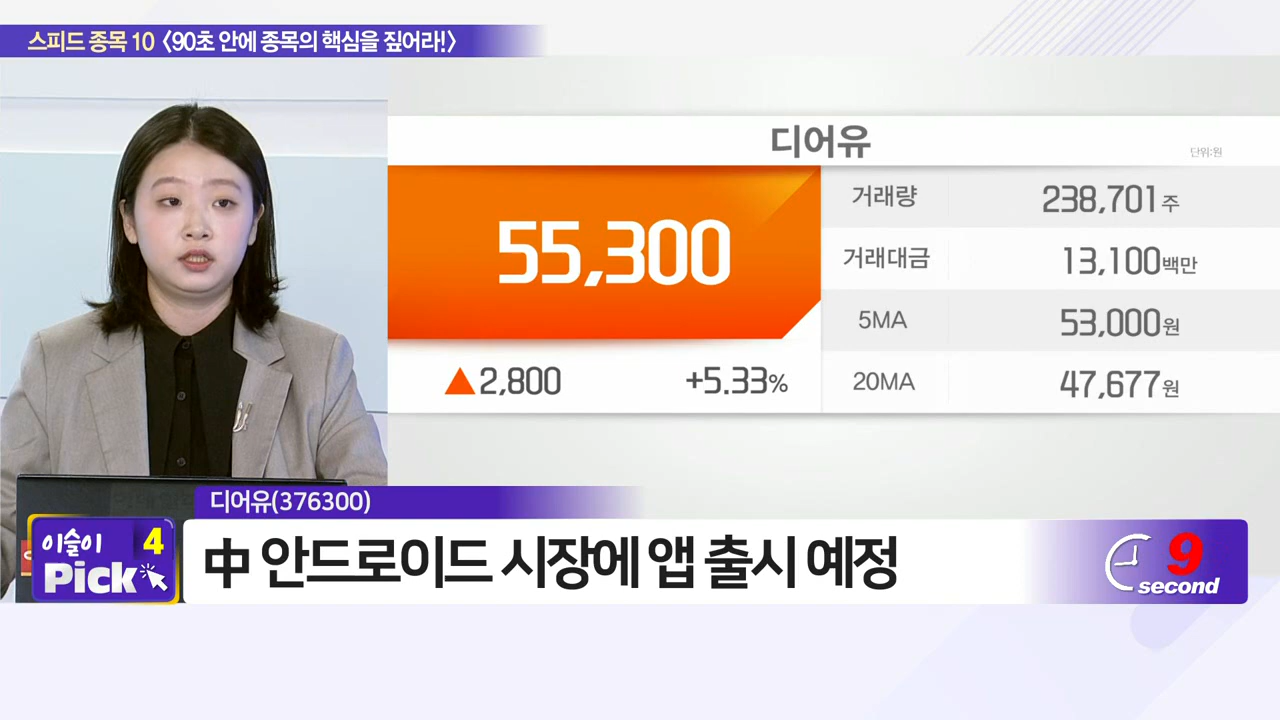 스피드 종목 10 <90초 안에 종목의 핵심을 짚어라!>
디어유
단위:원
55,300
▲2,800 +5.33%
거래량 238,701주
거래대금 13,100백만
5MA 53,000원
20MA 47,677원
디어유(376300)
이슬이 4
Pick
中 안드로이드 시장에 앱 출시 예정
9
second